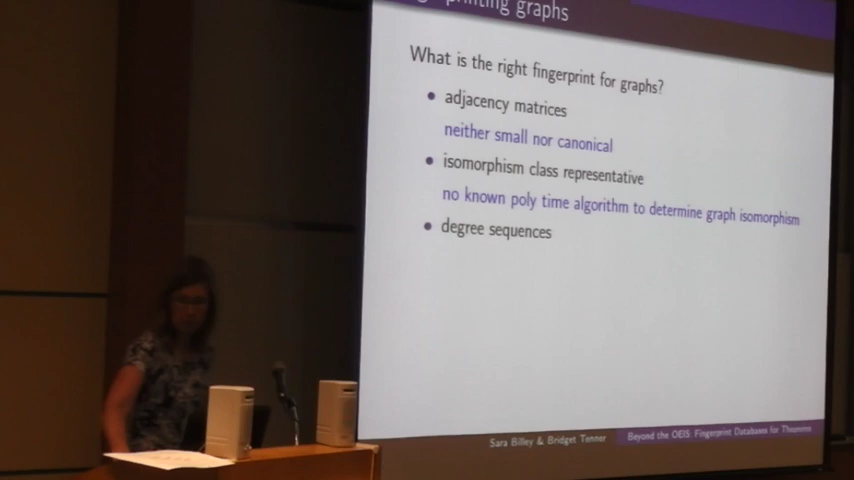 printing graphs
What is the right fingerprint for graphs?
• adjacency matrices
neither small nor canonical
• isomorphism class representative
no known poly time algorithm to determine graph isomorphism
• degree sequences
Sara Billey & Bridget Tenner
Beyond the OEIS: Fingerprint Databases for Theorems